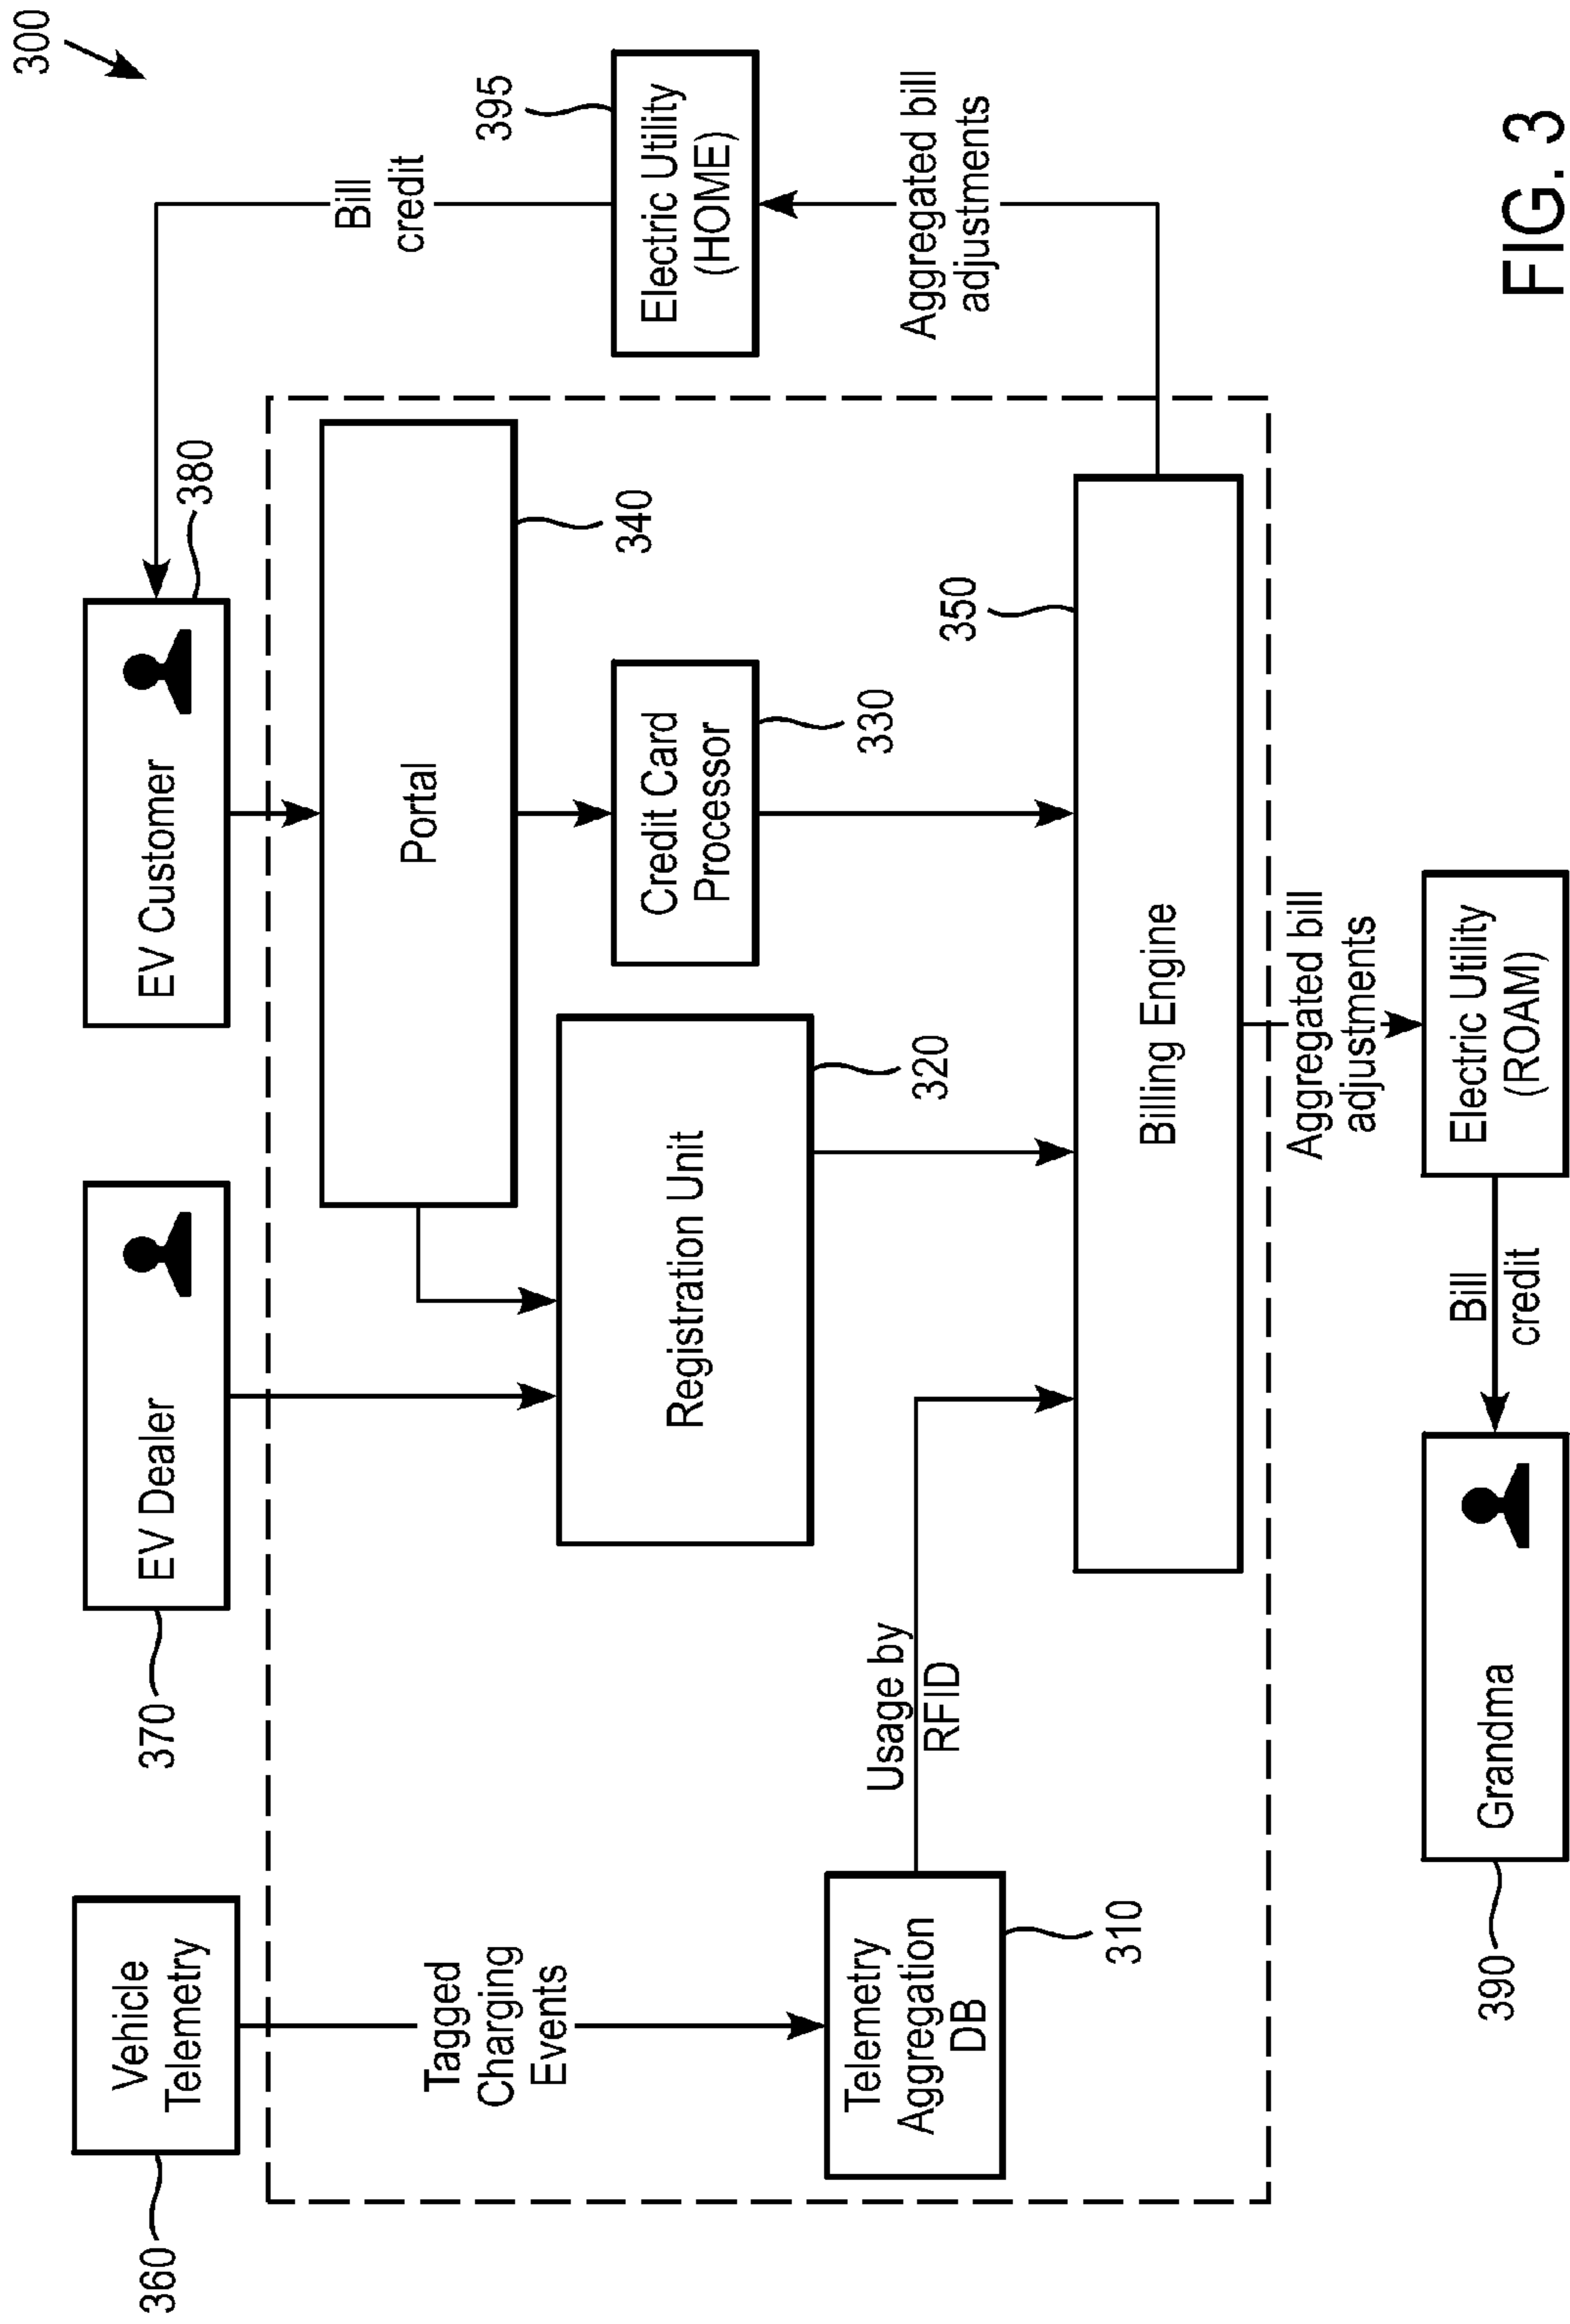 300
360
Vehicle
Telemetry
370
EV Dealer
EV Customer
380
Bill
credit
Tagged
Charging
Events
Portal
340
395
Electric Utility
(HOME)
Registration Unit
320
Credit Card
Processor
330
Usage by
RFID
Telemetry
Aggregation
DB
310
350
Billing Engine
Aggregated bill
adjustments
Aggregated bill
adjustments
390
Grandma
Bill
credit
Electric Utility
(ROAM)
FIG. 3